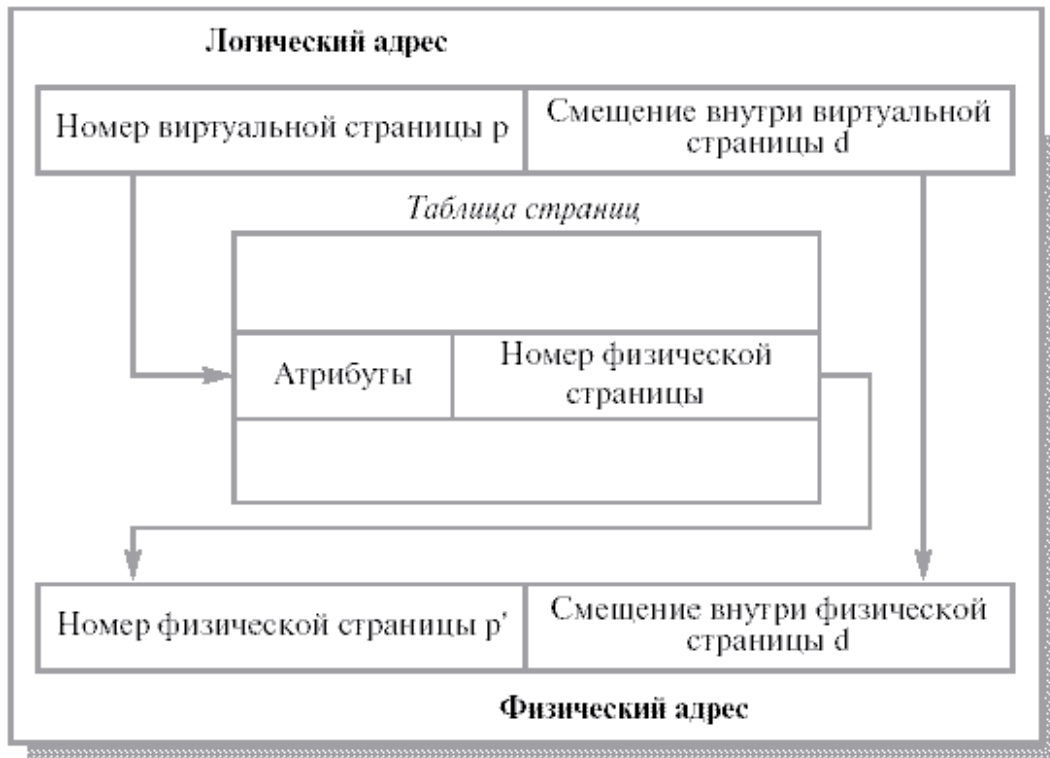 Логический адрес
Номер виртуальной страницы p
Смещение внутри виртуальной
страницы d
Таблица страниц
Атрибуты
Номер физической
страницы
Номер физической страницы p'
Смещение внутри физической
страницы d
Физический адрес